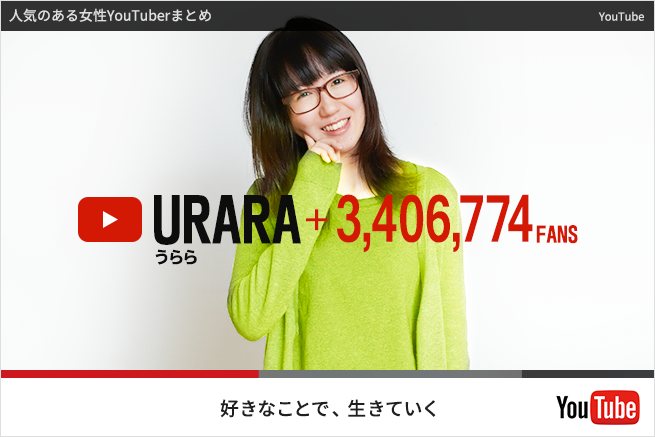 人気のある女性YouTuberまとめ
YouTube
URARA+3,406,774 FANS
うらら
好きなことで、生きていく
YouTube